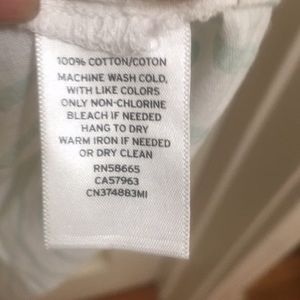 100% COTTON/COTON
MACHINE WASH COLD,
WITH LIKE COLORS
ONLY NON-CHLORINE
BLEACH IF NEEDED
HANG TO DRY
WARM IRON IF NEEDED
OR DRY CLEAN
RN58665
CA57963
CN374883MI